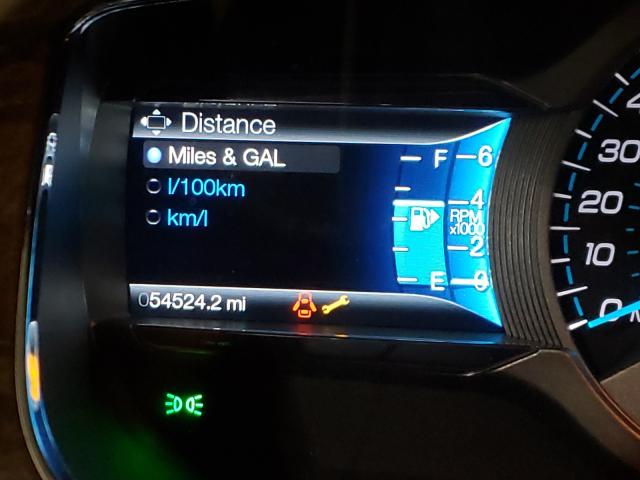 Distance
Miles & GAL
l/100km
km/l
F
6
4
RPM
x1000
2
E
0
054524.2 mi
30
20
10
0